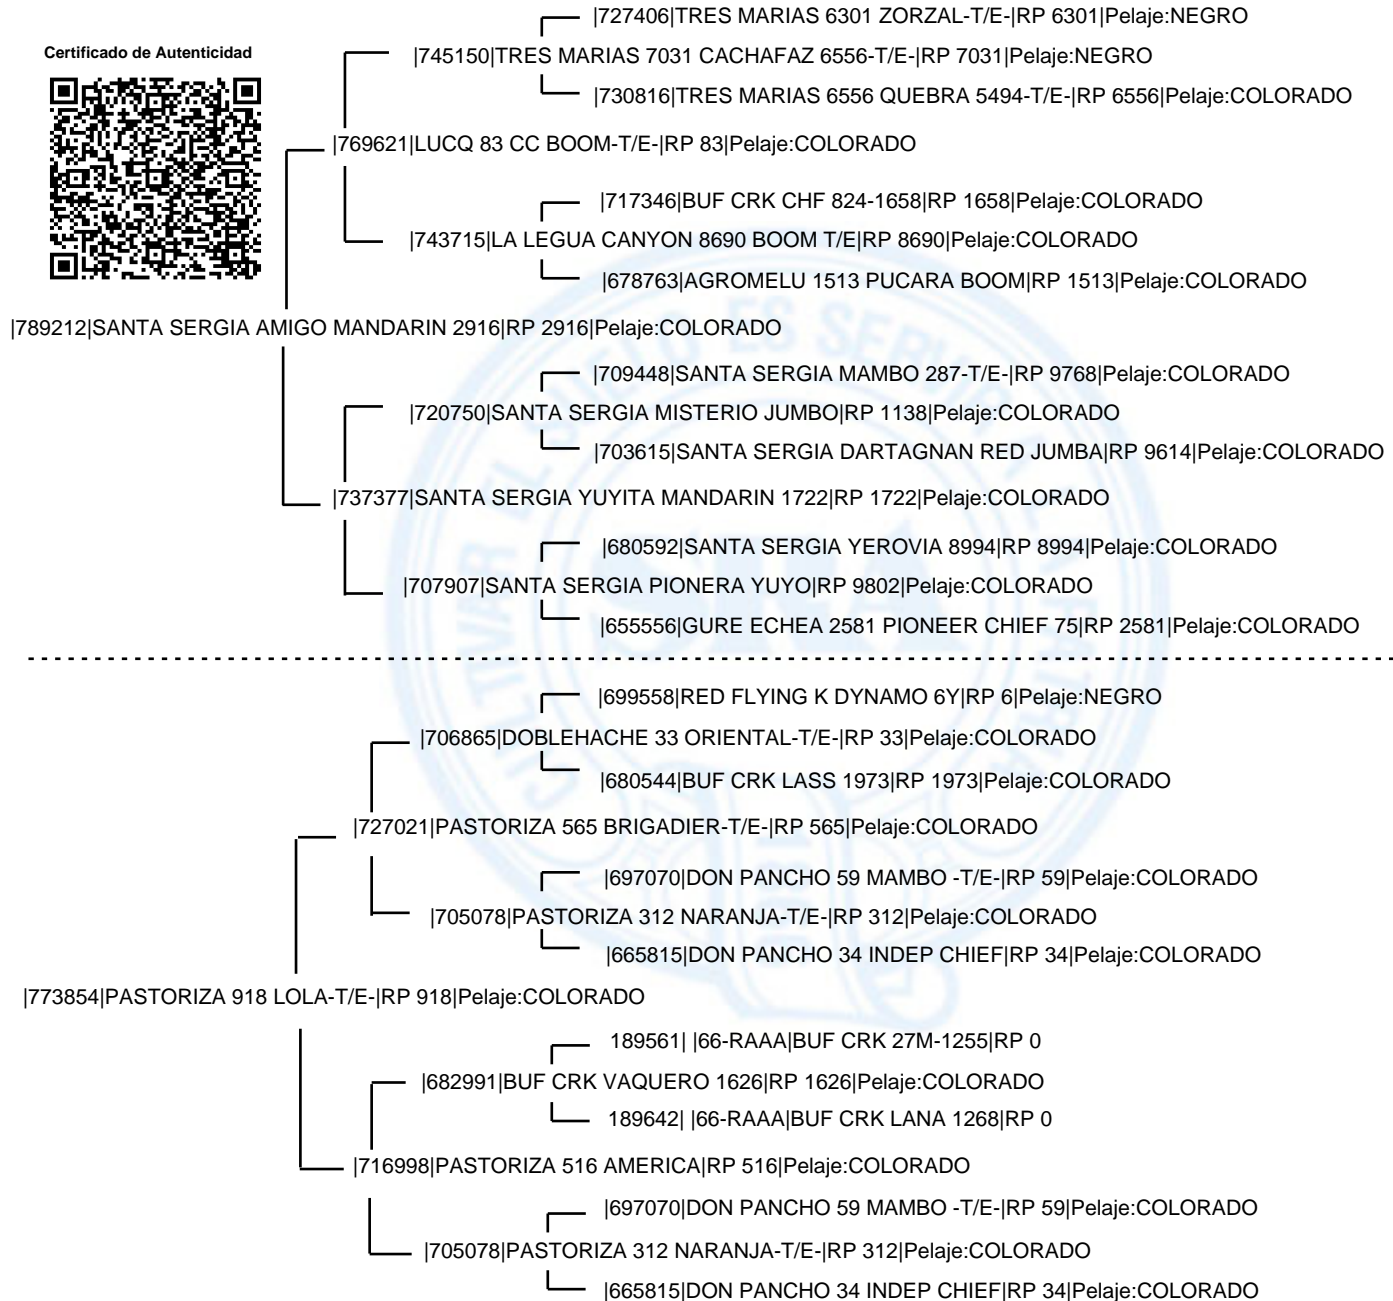 |727406|TRES MARIAS 6301 ZORZAL-T/E-|RP 6301|Pelaje:NEGRO
Certificado de Autenticidad
|745150|TRES MARIAS 7031 CACHAFAZ 6556-T/E-|RP 7031|Pelaje:NEGRO
|730816|TRES MARIAS 6556 QUEBRA 5494-T/E-|RP 6556|Pelaje:COLORADO
|769621|LUCQ 83 CC BOOM-T/E-|RP 83|Pelaje:COLORADO
|717346|BUF CRK CHF 824-1658|RP 1658|Pelaje:COLORADO
|743715|LA LEGUA CANYON 8690 BOOM T/E|RP 8690|Pelaje:COLORADO
|678763|AGROMELU 1513 PUCARA BOOM|RP 1513|Pelaje:COLORADO
|789212|SANTA SERGIA AMIGO MANDARIN 2916|RP 2916|Pelaje:COLORADO
|709448|SANTA SERGIA MAMBO 287-T/E-|RP 9768|Pelaje:COLORADO
|720750|SANTA SERGIA MISTERIO JUMBO|RP 1138|Pelaje:COLORADO
|703615|SANTA SERGIA DARTAGNAN RED JUMBA|RP 9614|Pelaje:COLORADO
|737377|SANTA SERGIA YUYITA MANDARIN 1722|RP 1722|Pelaje:COLORADO
|680592|SANTA SERGIA YEROVIA 8994|RP 8994|Pelaje:COLORADO
|707907|SANTA SERGIA PIONERA YUYO|RP 9802|Pelaje:COLORADO
|655556|GURE ECHEA 2581 PIONEER CHIEF 75|RP 2581|Pelaje:COLORADO
|699558|RED FLYING K DYNAMO 6Y|RP 6|Pelaje:NEGRO
|706865|DOBLEHACHE 33 ORIENTAL-T/E-|RP 33|Pelaje:COLORADO
|680544|BUF CRK LASS 1973|RP 1973|Pelaje:COLORADO
|727021|PASTORIZA 565 BRIGADIER-T/E-|RP 565|Pelaje:COLORADO
|697070|DON PANCHO 59 MAMBO -T/E-|RP 59|Pelaje:COLORADO
|705078|PASTORIZA 312 NARANJA-T/E-|RP 312|Pelaje:COLORADO
|665815|DON PANCHO 34 INDEP CHIEF|RP 34|Pelaje:COLORADO
|773854|PASTORIZA 918 LOLA-T/E-|RP 918|Pelaje:COLORADO
189561| |66-RAAA|BUF CRK 27M-1255|RP 0
|682991|BUF CRK VAQUERO 1626|RP 1626|Pelaje:COLORADO
189642| |66-RAAA|BUF CRK LANA 1268|RP 0
|716998|PASTORIZA 516 AMERICA|RP 516|Pelaje:COLORADO
|697070|DON PANCHO 59 MAMBO -T/E-|RP 59|Pelaje:COLORADO
|705078|PASTORIZA 312 NARANJA-T/E-|RP 312|Pelaje:COLORADO
|665815|DON PANCHO 34 INDEP CHIEF|RP 34|Pelaje:COLORADO
CULTIVAR EL SUELO ES SERVIR A LA PATRIA
SRA
1866